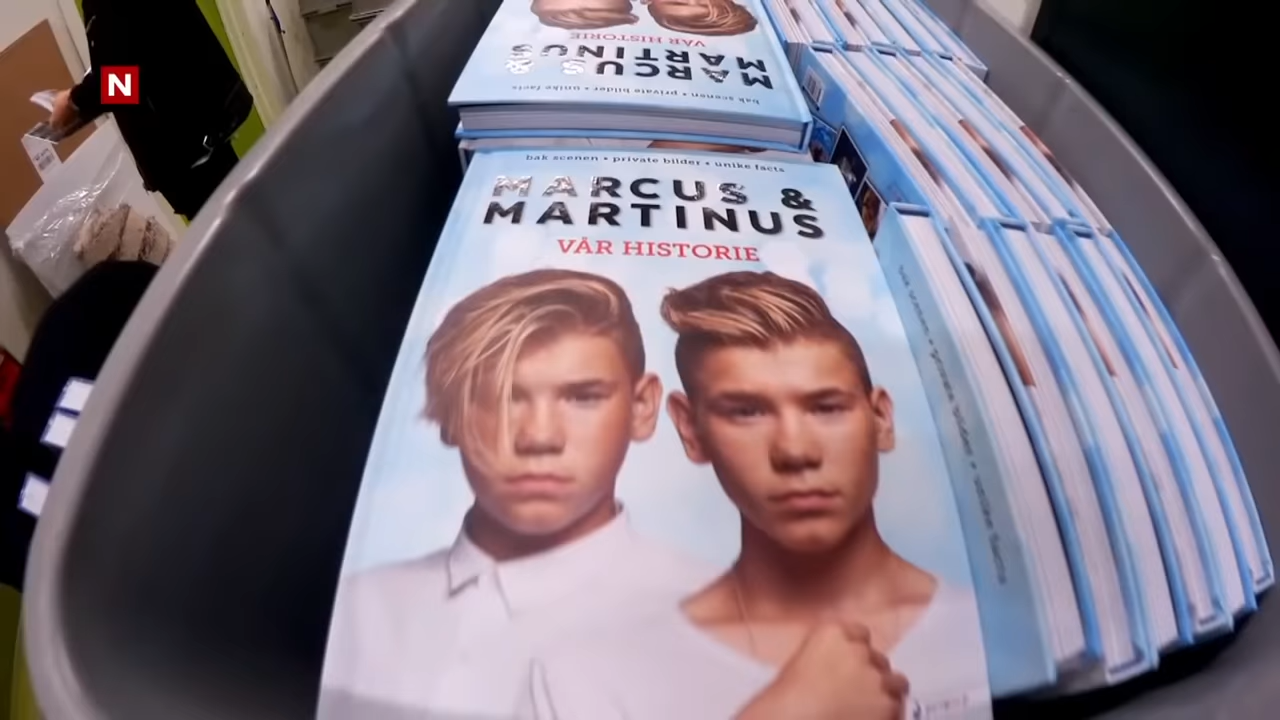 N
VÅR HISTORIE
MARCUS &
MARTINUS
bak scenen • private bilder • unike facts
bak scenen • private bilder • unike facts
MARCUS &
MARTINUS
VÅR HISTORIE